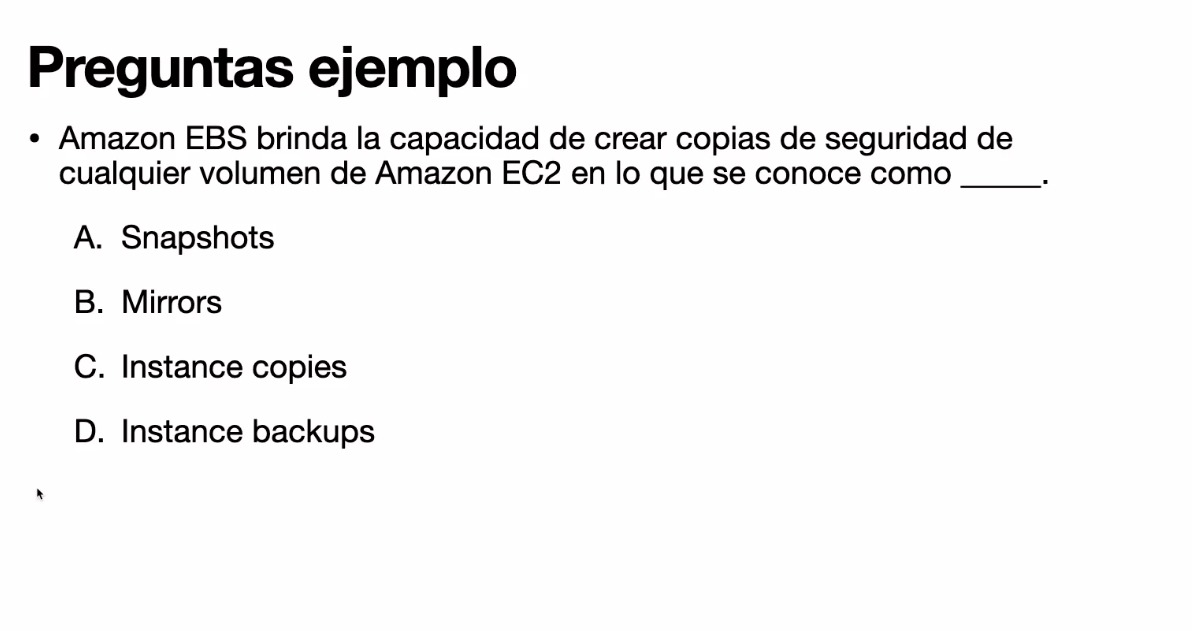 Preguntas ejemplo
• Amazon EBS brinda la capacidad de crear copias de seguridad de
cualquier volumen de Amazon EC2 en lo que se conoce como _____.
A. Snapshots
B. Mirrors
C. Instance copies
D. Instance backups